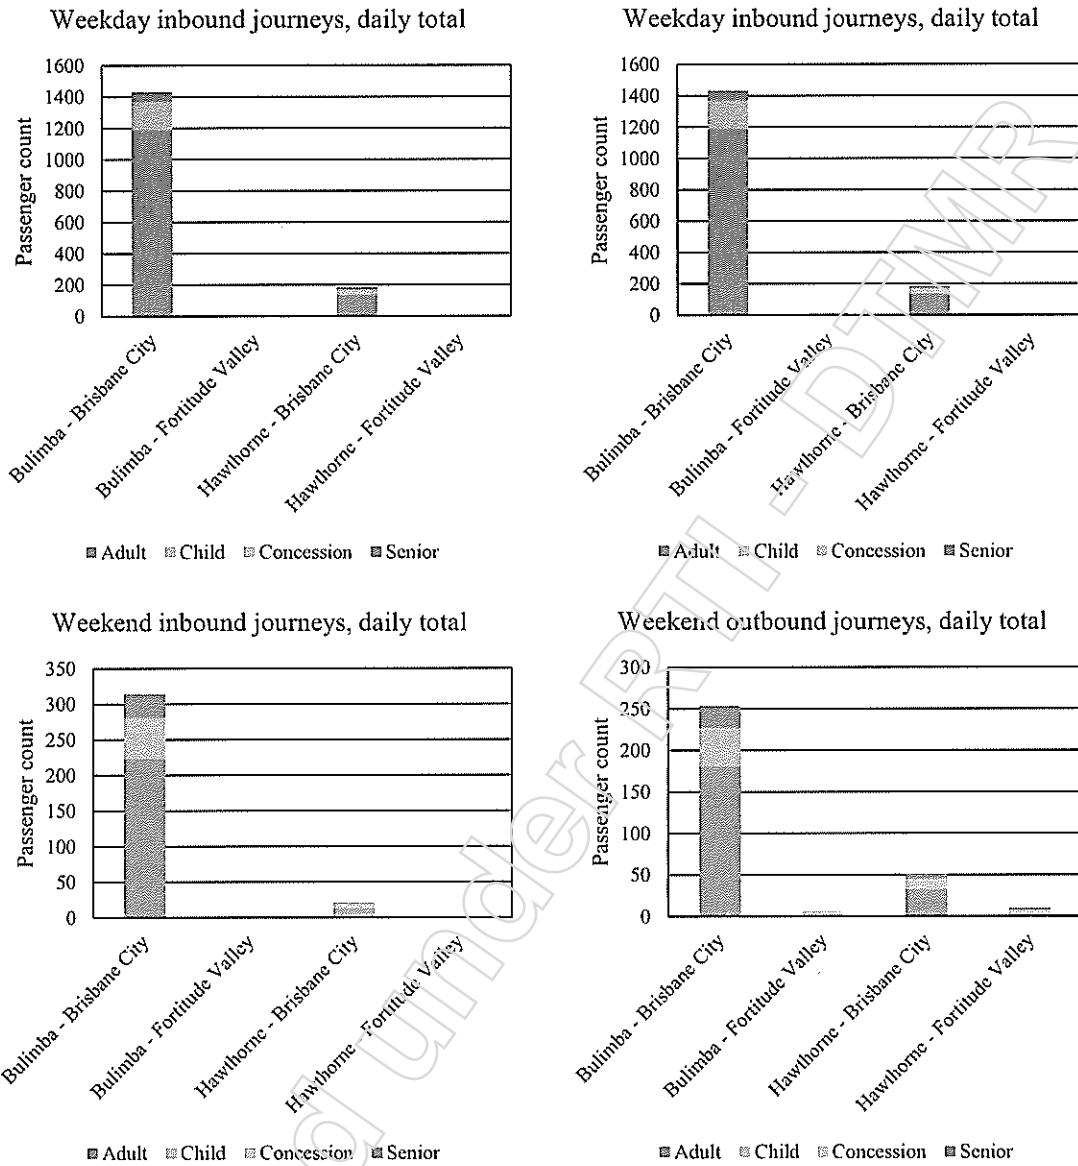 Weekday inbound journeys, daily total
Passenger count
1600
1400
1200
1000
800
600
400
200
0
Bulimba - Brisbane City
Bulimba - Fortitude Valley
Hawthorne - Brisbane City
Hawthorne - Fortitude Valley
Adult Child Concession Senior
Weekday inbound journeys, daily total
Passenger count
1600
1400
1200
1000
800
600
400
200
0
Bulimba - Brisbane City
Bulimba - Fortitude Valley
Hawthorne - Brisbane City
Hawthorne - Fortitude Valley
Adult Child Concession Senior
Weekend inbound journeys, daily total
Passenger count
350
300
250
200
150
100
50
0
Bulimba - Brisbane City
Bulimba - Fortitude Valley
Hawthorne - Brisbane City
Hawthorne - Fortitude Valley
Adult Child Concession Senior
Weekend outbound journeys, daily total
Passenger count
300
250
200
150
100
50
0
Bulimba - Brisbane City
Bulimba - Fortitude Valley
Hawthorne - Brisbane City
Hawthorne - Fortitude Valley
Adult Child Concession Senior
under RTI - DTMR